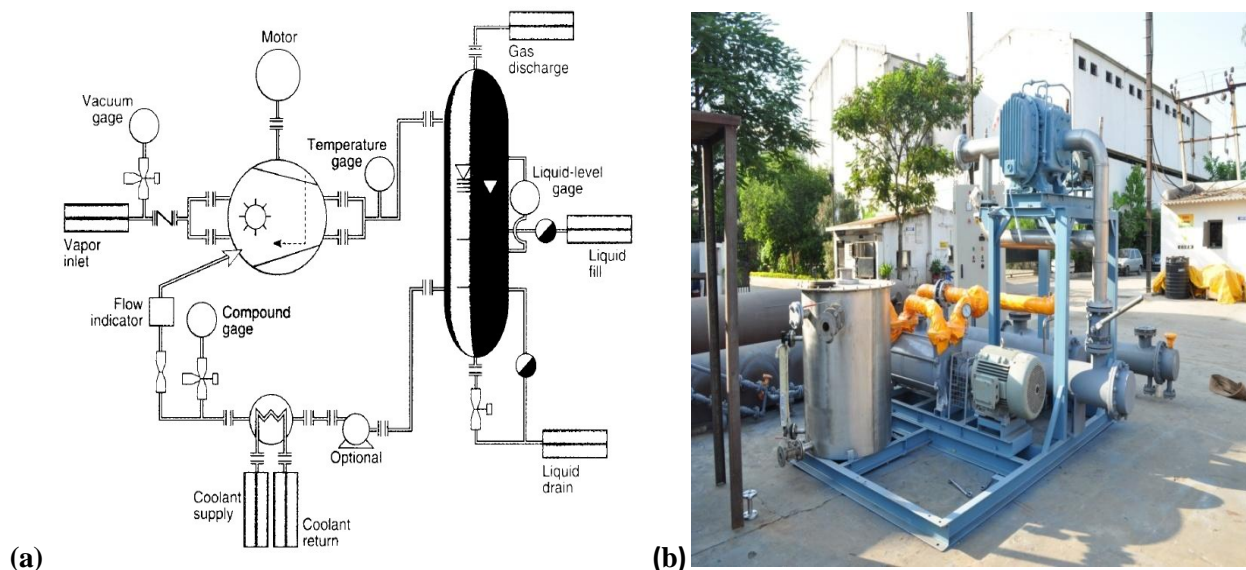 Motor
Gas
discharge
Vacuum
gage
Temperature
gage
Liquid-level
gage
Vapor
inlet
Liquid
fill
Flow
indicator
Compound
gage
Optional
Coolant
supply
Coolant
return
Liquid
drain
(a)
(b)